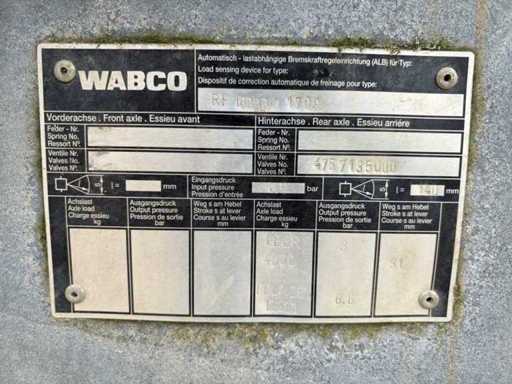 WABCO
Automatisch - lastabhängige Bremskraftregeleinrichtung (ALB) für Typ:
Load sensing device for type:
Dispositif de correction automatique de freinage pour type:
Vorderachse . Front axle . Essieu avant
Hinterachse . Rear axle . Essieu arrière
Feder - Nr.
Spring No.
Ressort Nº.
Feder - Nr.
Spring No.
Ressort Nº.
Ventile Nr.
Valves No.
Valves Nº.
Ventile Nr.
Valves No.
Valves Nº.
4757135000
l = mm
Eingangsdruck
Input pressure
Pression d'entrée
bar
l = mm
Achslast
Axle load
Charge essieu
kg
Ausgangsdruck
Output pressure
Pression de sortie
bar
Weg s am Hebel
Stroke s at lever
Course s au levier
mm
Achslast
Axle load
Charge essieu
kg
Ausgangsdruck
Output pressure
Pression de sortie
bar
Weg s am Hebel
Stroke s at lever
Course s au levier
mm